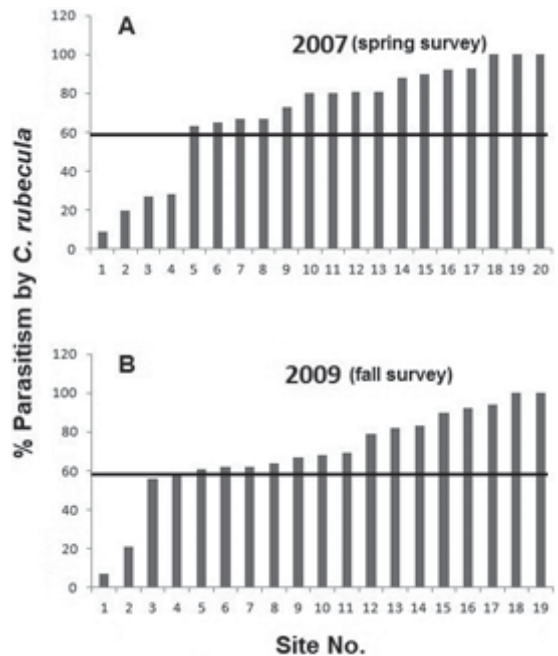 % Parasitism by C. rubecula
A
2007 (spring survey)
120
100
80
60
40
20
0
1 2 3 4 5 6 7 8 9 10 11 12 13 14 15 16 17 18 19 20
B
2009 (fall survey)
120
100
80
60
40
20
0
1 2 3 4 5 6 7 8 9 10 11 12 13 14 15 16 17 18 19
Site No.